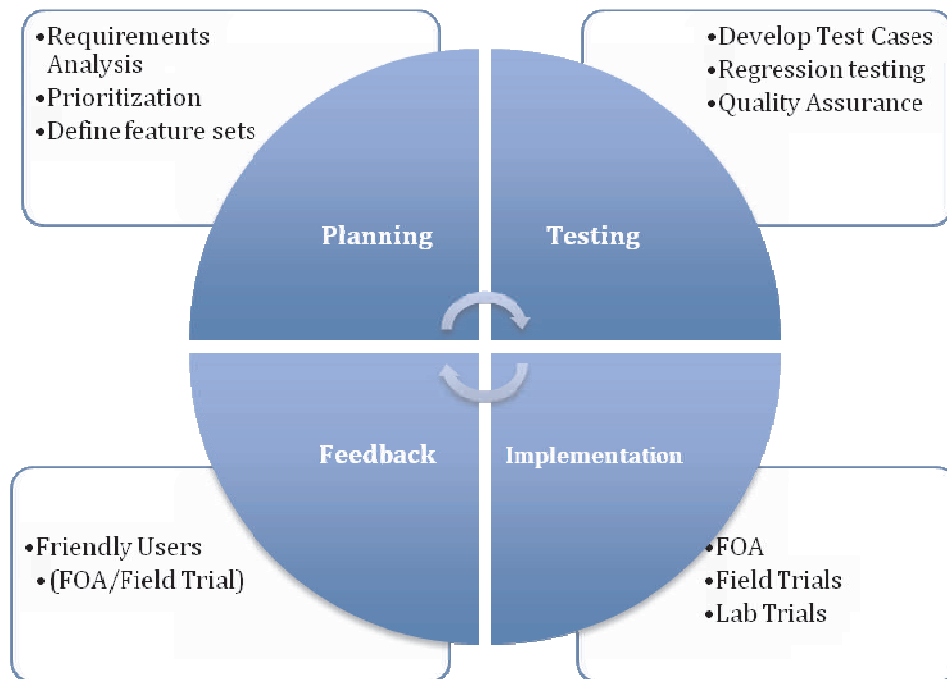 •Requirements
Analysis
•Prioritization
•Define feature sets
•Develop Test Cases
•Regression testing
•Quality Assurance
Planning
Testing
Feedback
Implementation
•Friendly Users
•(FOA/Field Trial)
•FOA
•Field Trials
•Lab Trials